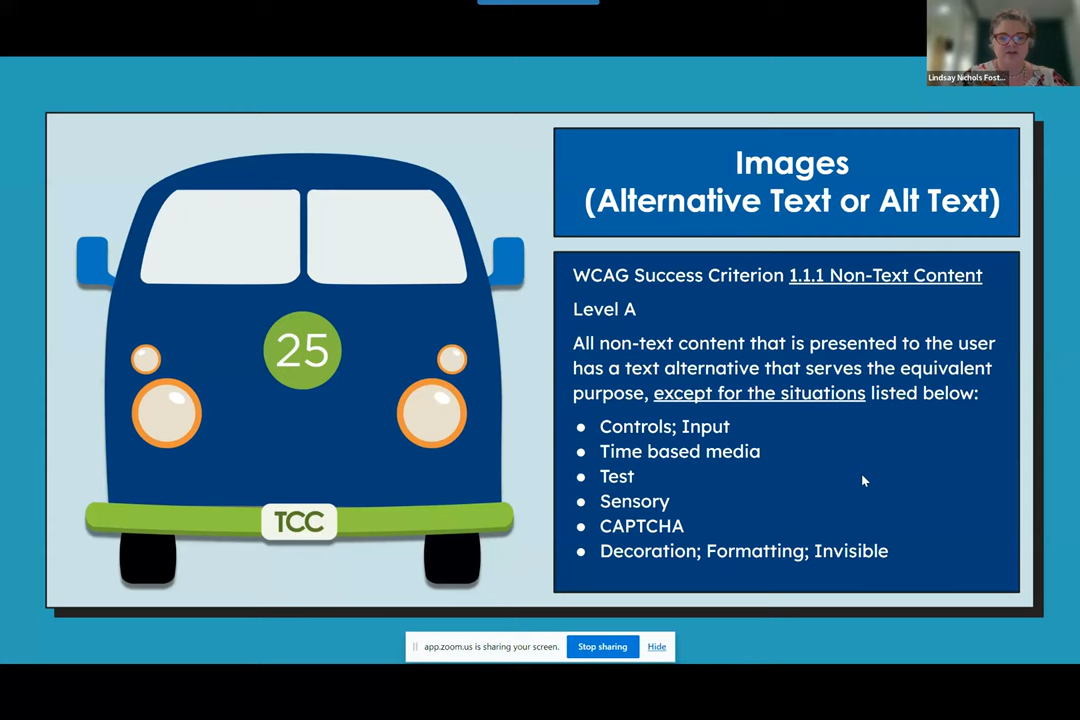 Lindsay Nichols Fost...
Images
(Alternative Text or Alt Text)
WCAG Success Criterion 1.1.1 Non-Text Content
Level A
All non-text content that is presented to the user
has a text alternative that serves the equivalent
purpose, except for the situations listed below:
● Controls; Input
● Time based media
● Test
● Sensory
● CAPTCHA
● Decoration; Formatting; Invisible
25
TCC
app.zoom.us is sharing your screen. Stop sharing Hide